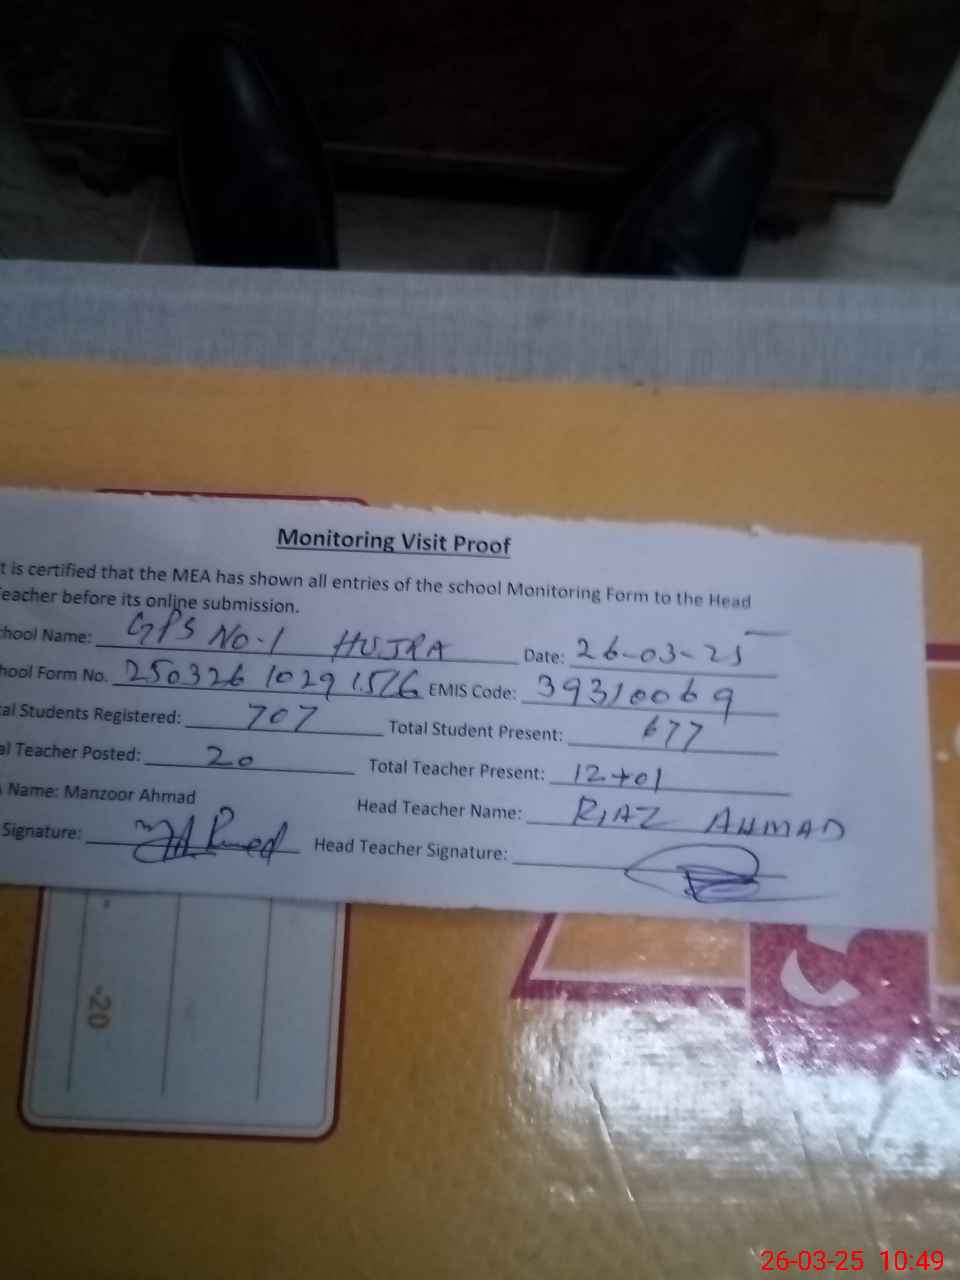 Monitoring Visit Proof
t is certified that the MEA has shown all entries of the school Monitoring Form to the Head
eacher before its online submission.
chool Name: GPS No-1 HUJRA Date: 26-03-25
hool Form No. 250326 1029 1526 EMIS Code: 39310069
al Students Registered: 707 Total Student Present: 677
al Teacher Posted: 20 Total Teacher Present: 12+01
Name: Manzoor Ahmad Head Teacher Name: RIAZ AHMAD
Signature: Head Teacher Signature:
-20
26-03-25 10:49